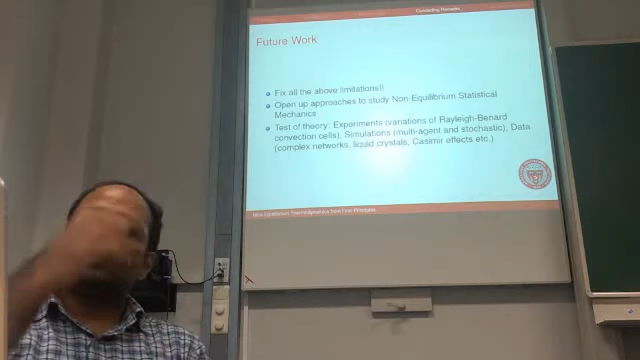 Concluding Remarks
Future Work
Fix all the above limitations!!
Open up approaches to study Non-Equilibrium Statistical
Mechanics
Test of theory: Experiments (variations of Rayleigh-Benard
convection cells), Simulations (multi-agent and stochastic), Data
(complex networks, liquid crystals, Casimir effects etc.)
Non-Equilibrium Thermodynamics from First Principles